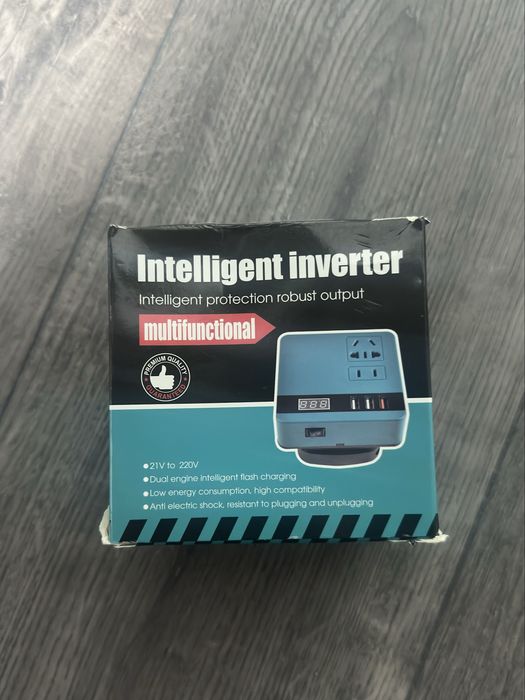 Intelligent inverter
Intelligent protection robust output
multifunctional
PREMIUM QUALITY
GUARANTEED
888
● 21V to 220V
● Dual engine intelligent flash charging
● Low energy consumption, high compatibility
● Anti electric shock, resistant to plugging and unplugging